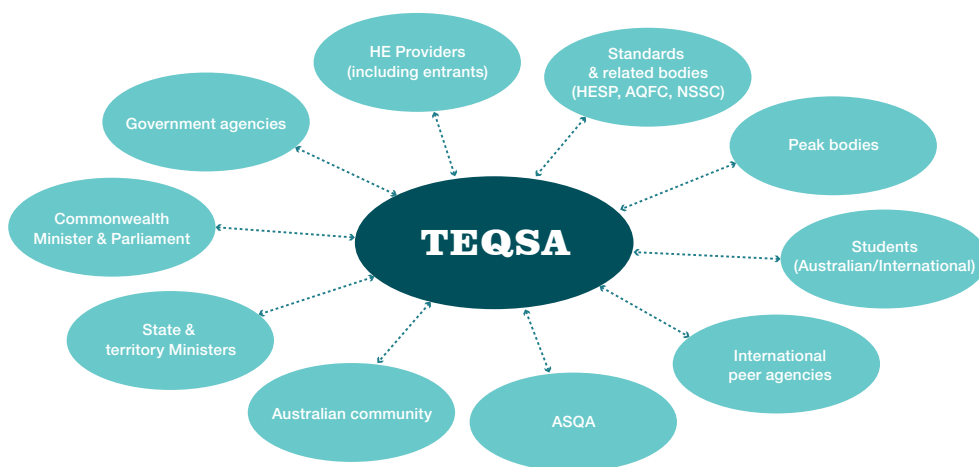 HE Providers
(including entrants)
Standards
& related bodies
(HESP, AQFC, NSSC)
Government agencies
Peak bodies
Commonwealth
Minister & Parliament
TEQSA
Students
(Australian/International)
State &
territory Ministers
International
peer agencies
Australian community
ASQA